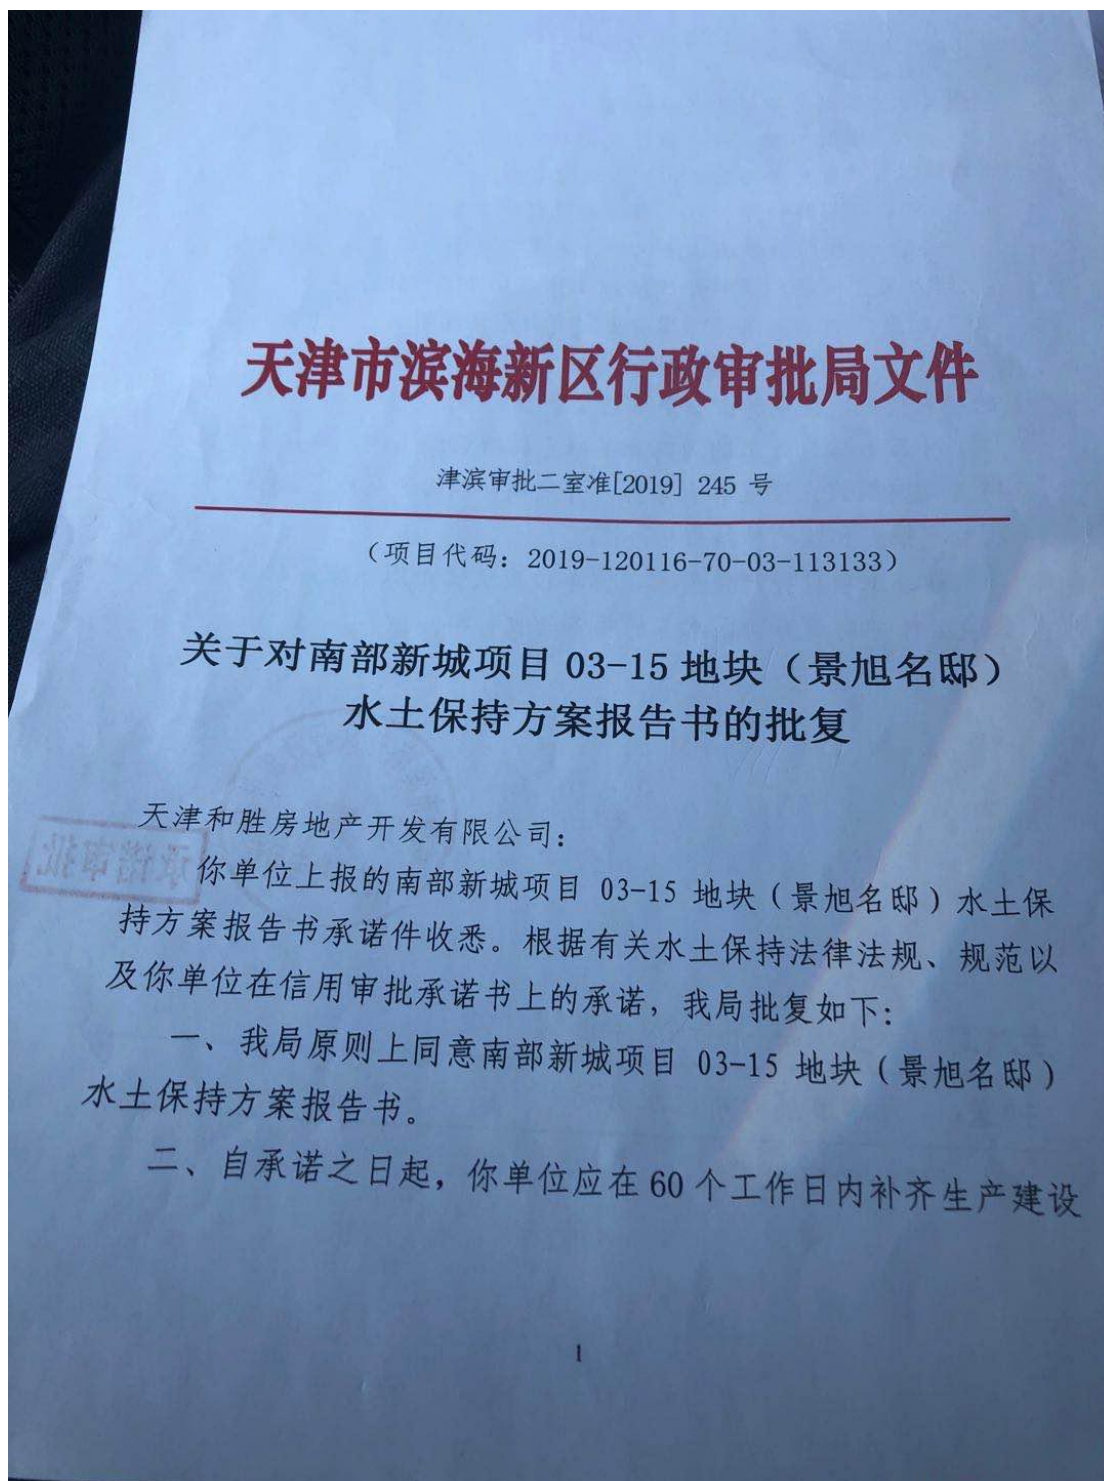 天津市滨海新区行政审批局文件
津滨审批二室准[2019] 245 号
（项目代码：2019-120116-70-03-113133）
关于对南部新城项目 03-15 地块（景旭名邸）
水土保持方案报告书的批复
天津和胜房地产开发有限公司：
承诺审批
你单位上报的南部新城项目 03-15 地块（景旭名邸）水土保
持方案报告书承诺件收悉。根据有关水土保持法律法规、规范以
及你单位在信用审批承诺书上的承诺，我局批复如下：
一、我局原则上同意南部新城项目 03-15 地块（景旭名邸）
水土保持方案报告书。
二、自承诺之日起，你单位应在 60 个工作日内补齐生产建设
1